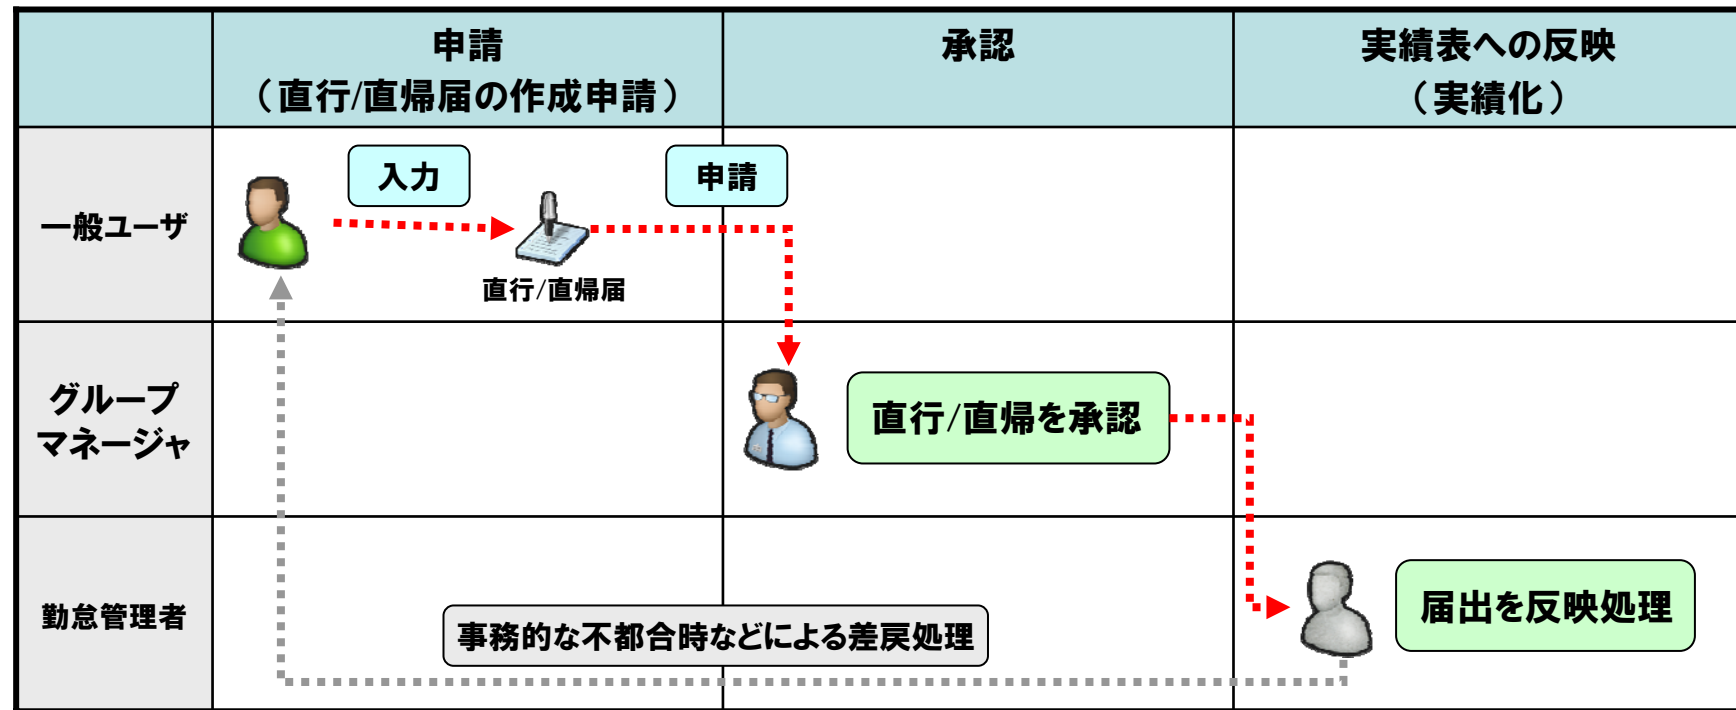 申請
（直行/直帰届の作成申請）
承認
実績表への反映
（実績化）
一般ユーザ
入力
申請
直行/直帰届
グループ
マネージャ
直行/直帰を承認
勤怠管理者
事務的な不都合時などによる差戻処理
届出を反映処理